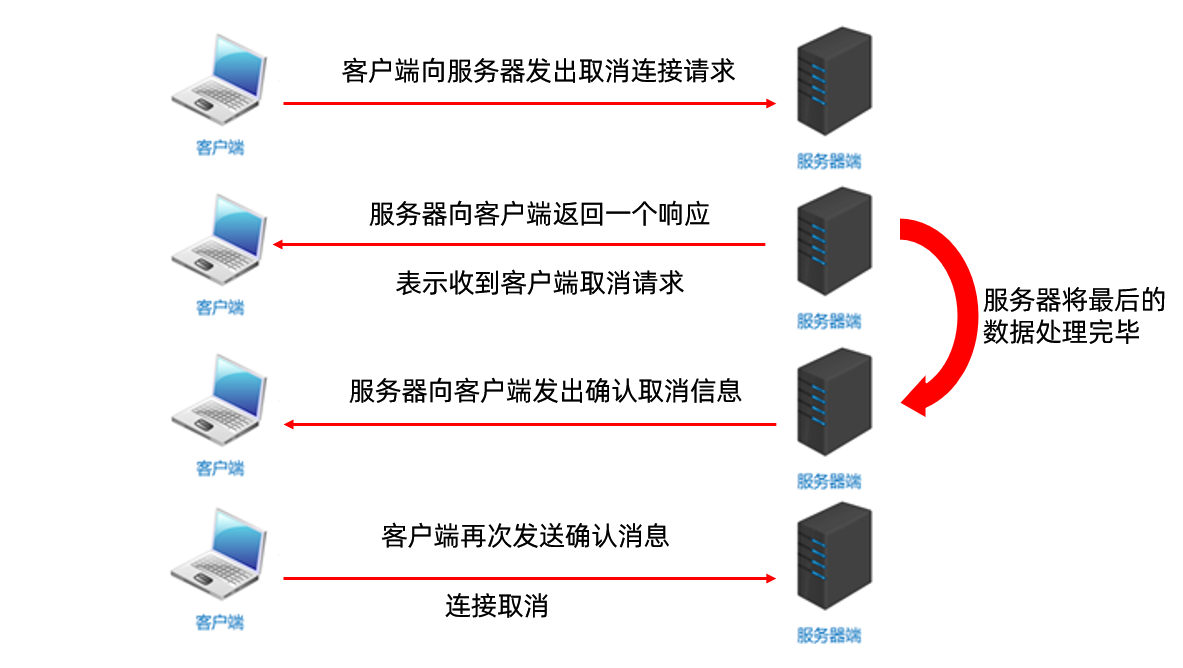 客户端向服务器发出取消连接请求
客户端
服务器端
服务器向客户端返回一个响应
表示收到客户端取消请求
客户端
服务器端
服务器将最后的
数据处理完毕
服务器向客户端发出确认取消信息
客户端
服务器端
客户端再次发送确认消息
连接取消
客户端
服务器端